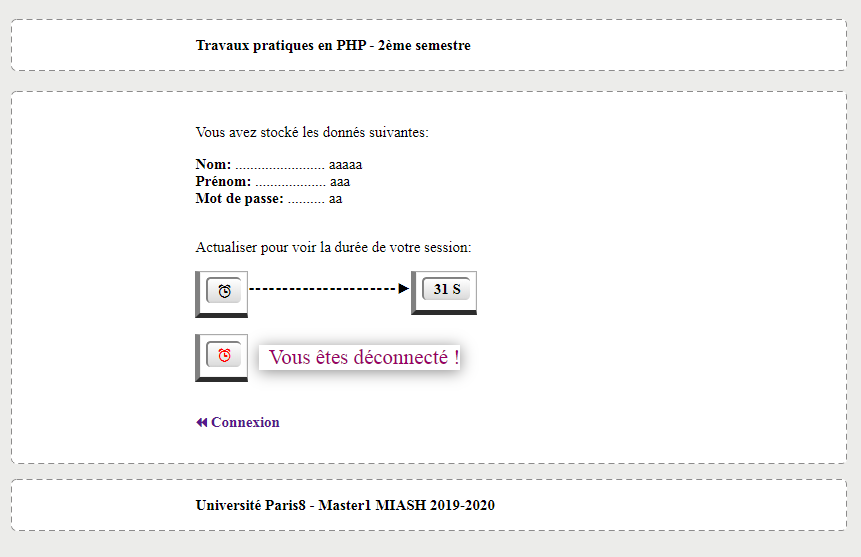 Travaux pratiques en PHP - 2ème semestre
Vous avez stocké les donnés suivantes:
Nom: ........................ aaaaa
Prénom: ................... aaa
Mot de passe: .......... aa
Actualiser pour voir la durée de votre session:
31 S
Vous êtes déconnecté !
Connexion
Université Paris8 - Master1 MIASH 2019-2020